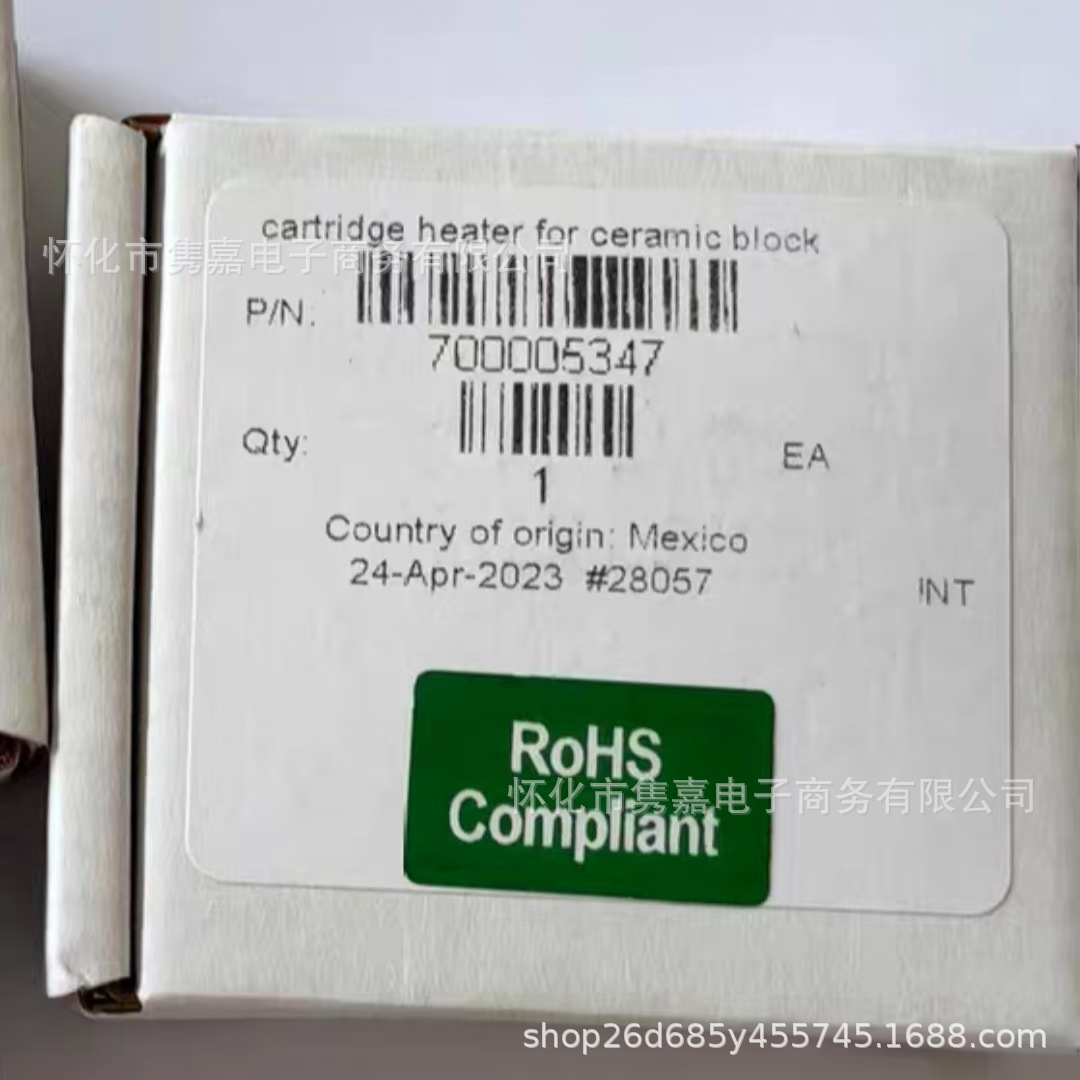 cartridge heater for ceramic block
怀化市隽嘉电子商务有限公司
P/N:
700005347
Qty:
1
EA
Country of origin: Mexico
24-Apr-2023 #28057
INT
RoHS
怀化市隽嘉电子商务有限公司
Compliant
shop26d685y455745.1688.com